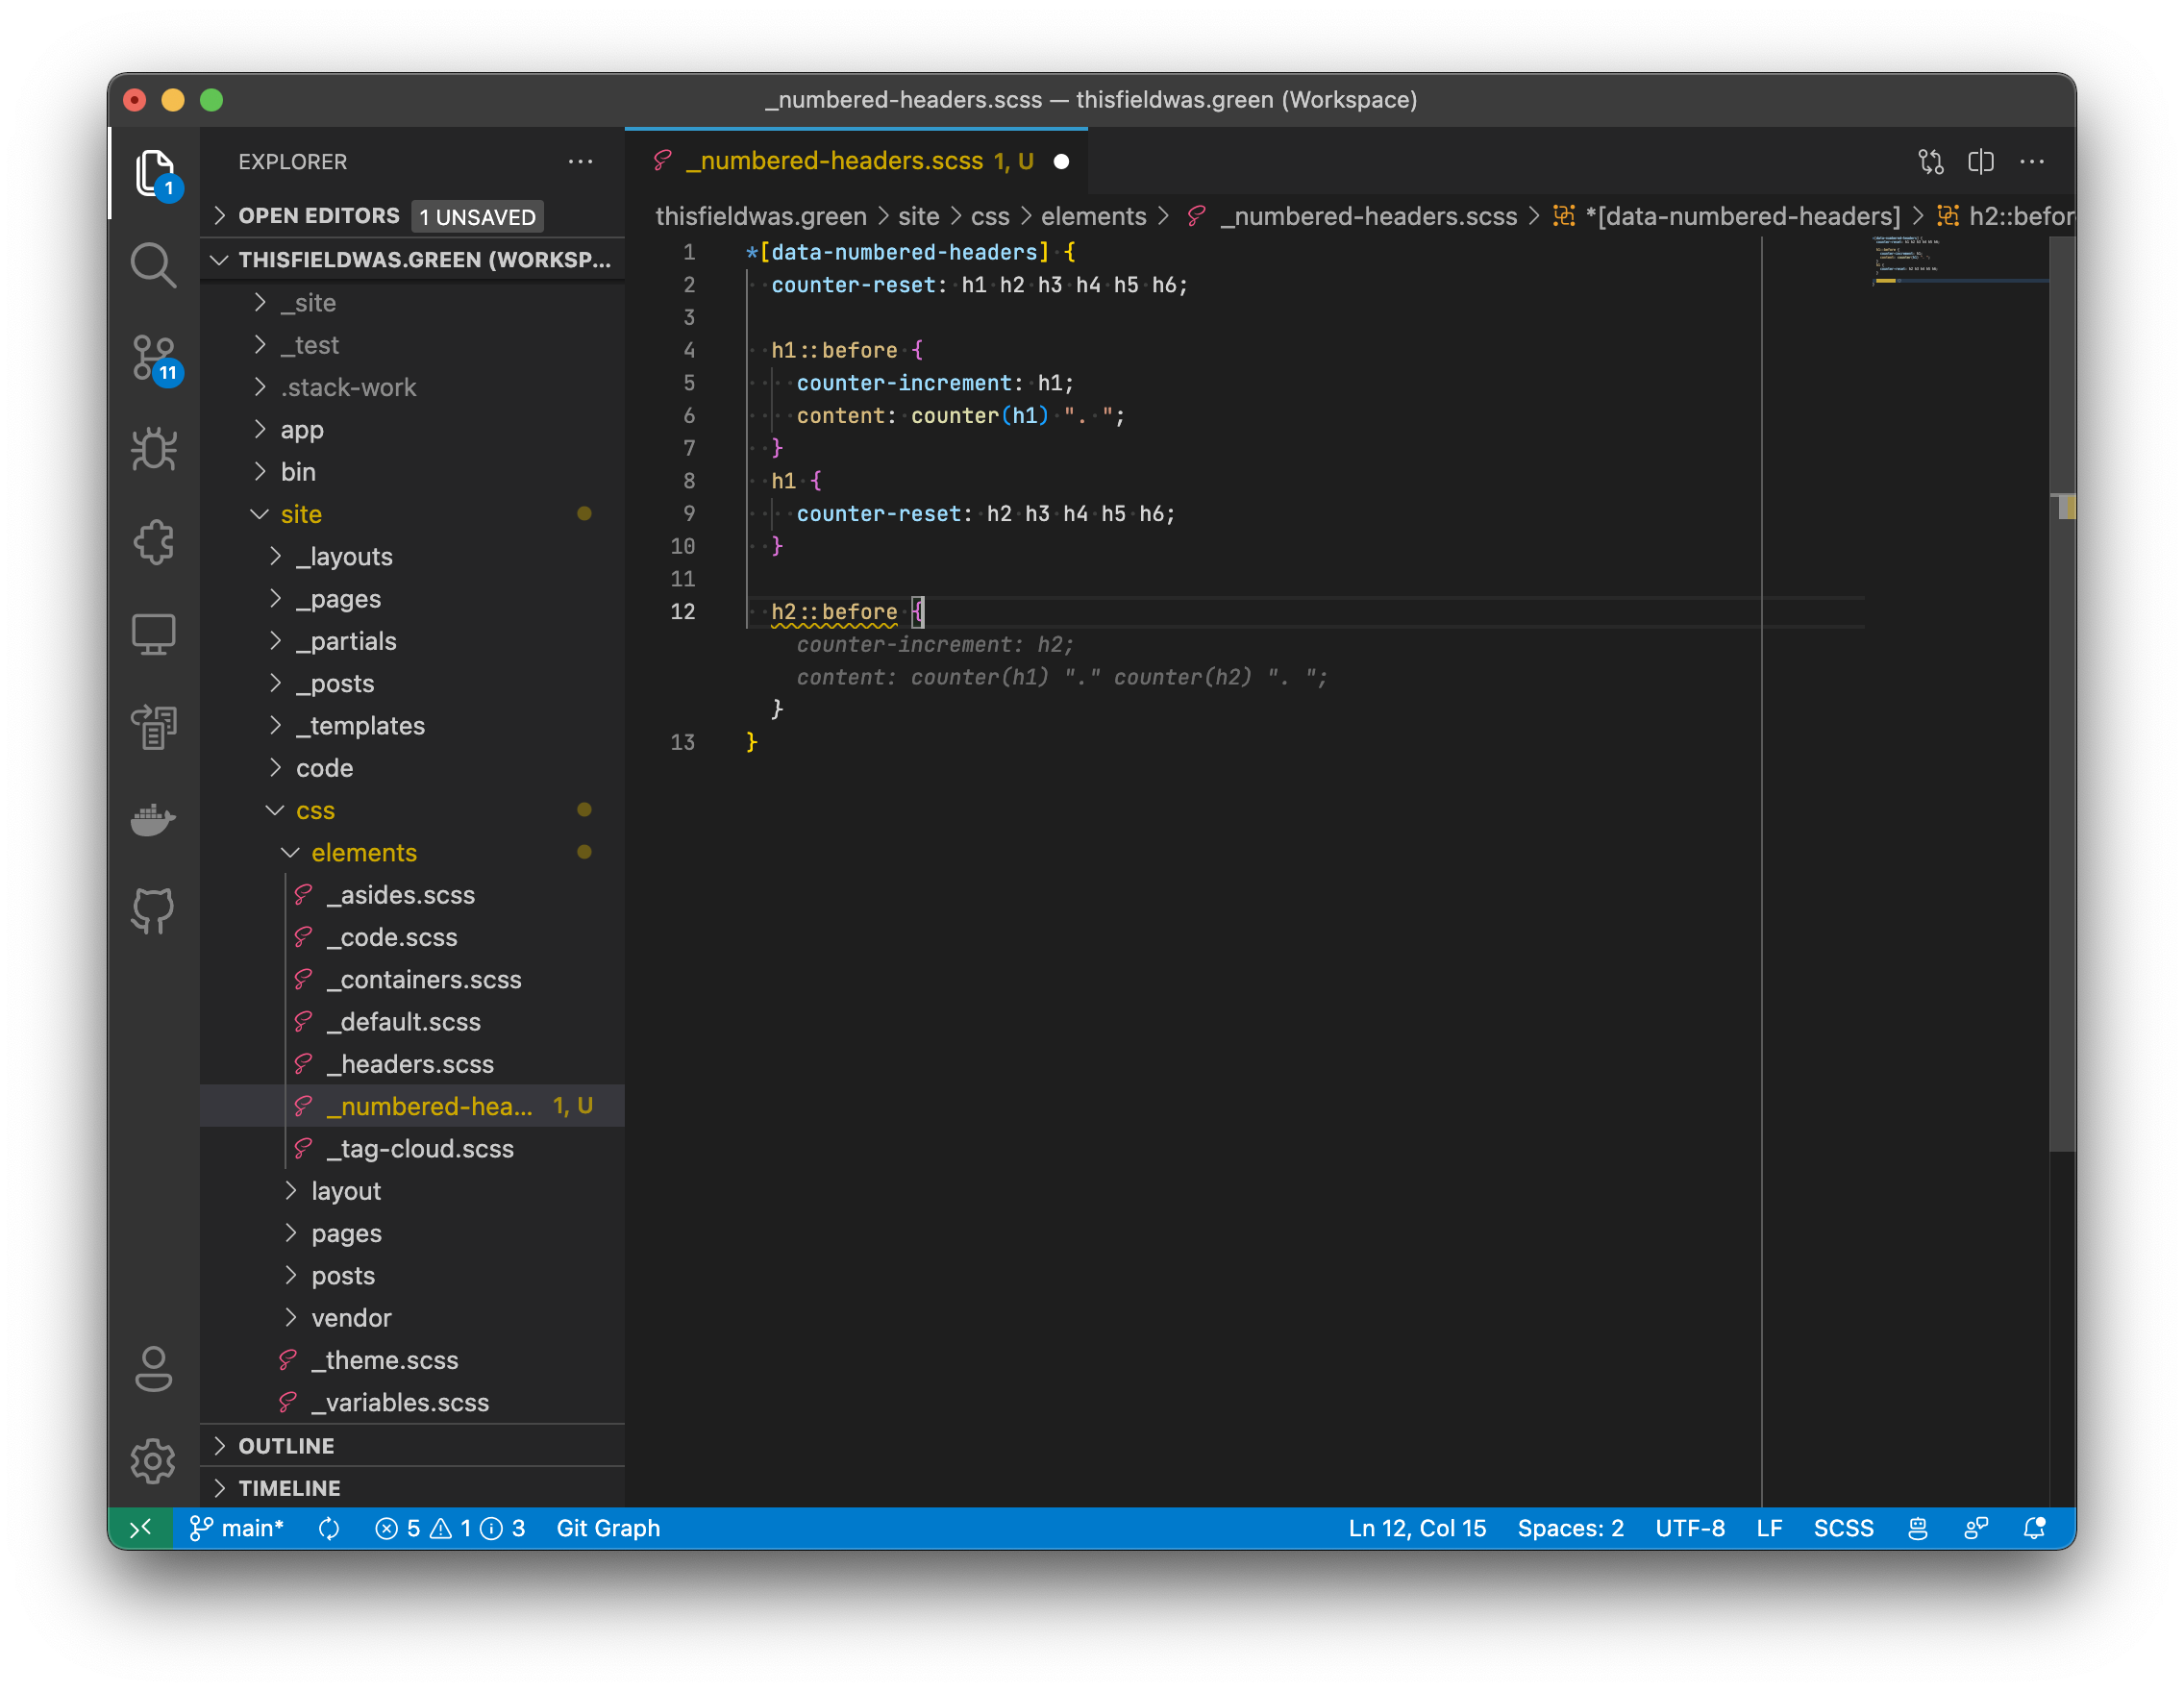 _numbered-headers.scss — thisfieldwas.green (Workspace)
1
11
EXPLORER
OPEN EDITORS 1 UNSAVED
THISFIELDWAS.GREEN (WORKSP...
_site
_test
.stack-work
app
bin
site
_layouts
_pages
_partials
_posts
_templates
code
css
elements
_asides.scss
_code.scss
_containers.scss
_default.scss
_headers.scss
_numbered-hea... 1, U
_tag-cloud.scss
layout
pages
posts
vendor
_theme.scss
_variables.scss
OUTLINE
TIMELINE
_numbered-headers.scss 1, U
thisfieldwas.green > site > css > elements > _numbered-headers.scss > *[data-numbered-headers] > h2::befor
1 *[data-numbered-headers] {
2 counter-reset: h1 h2 h3 h4 h5 h6;
3
4 h1::before {
5 counter-increment: h1;
6 content: counter(h1) ". ";
7 }
8 h1 {
9 counter-reset: h2 h3 h4 h5 h6;
10 }
11
12 h2::before {
counter-increment: h2;
content: counter(h1) "." counter(h2) ". ";
}
13 }
main* 5 1 3 Git Graph Ln 12, Col 15 Spaces: 2 UTF-8 LF SCSS